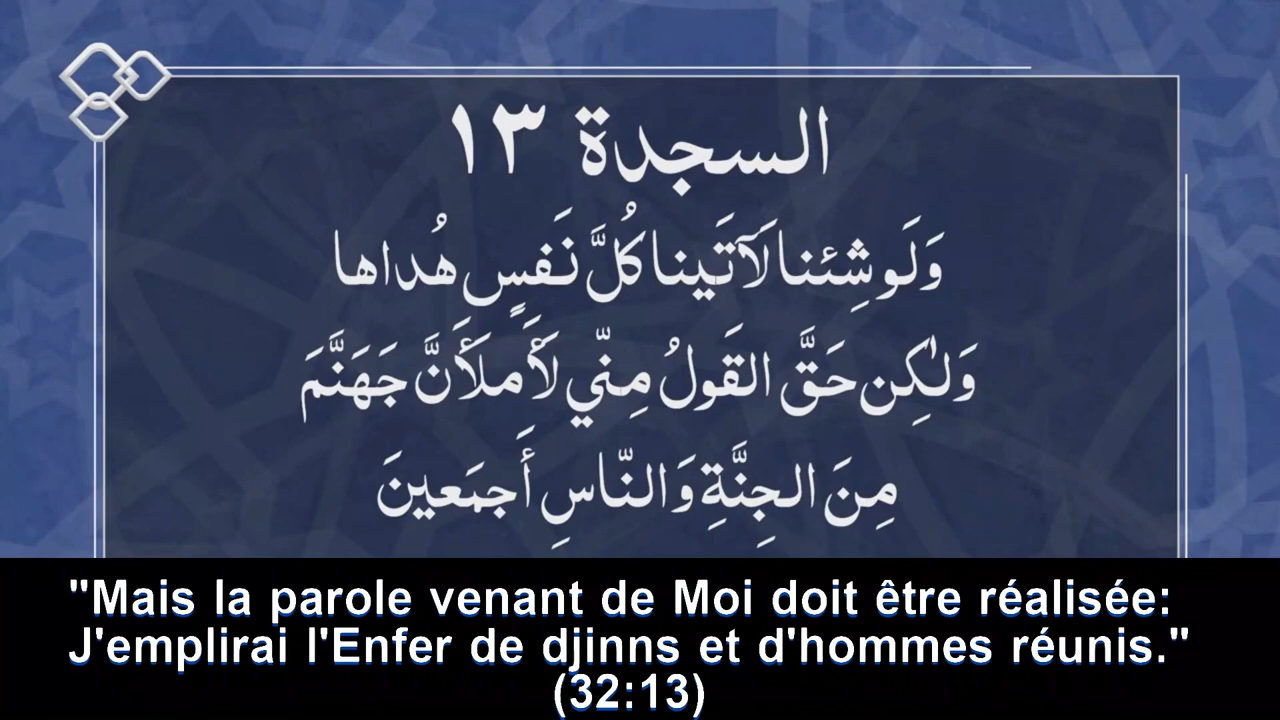 السجدة ١٣
وَلَو شِئنا لَآتَينا كُلَّ نَفسٍ هُداها
وَلٰكِن حَقَّ القَولُ مِنّي لَأَملَأَنَّ جَهَنَّمَ
مِنَ الجِنَّةِ وَالنّاسِ أَجمَعينَ
"Mais la parole venant de Moi doit être réalisée:
J'emplirai l'Enfer de djinns et d'hommes réunis."
(32:13)